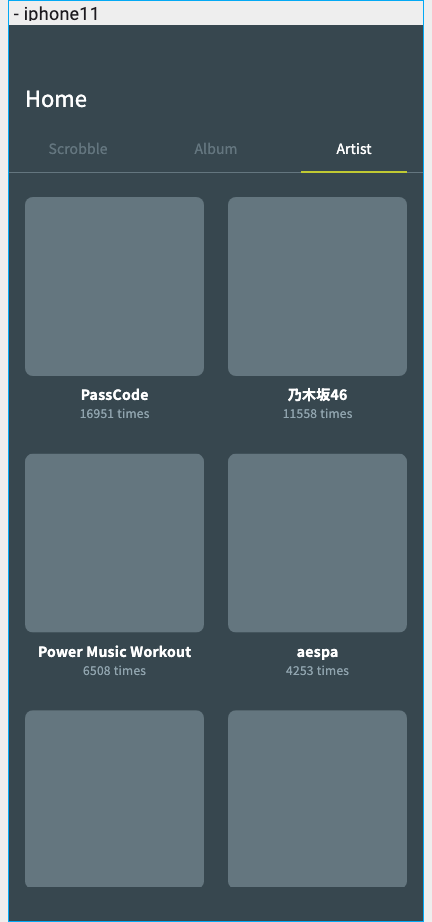 - iphone11
Home
Scrobble
Album
Artist
PassCode
16951 times
乃木坂46
11558 times
Power Music Workout
6508 times
aespa
4253 times